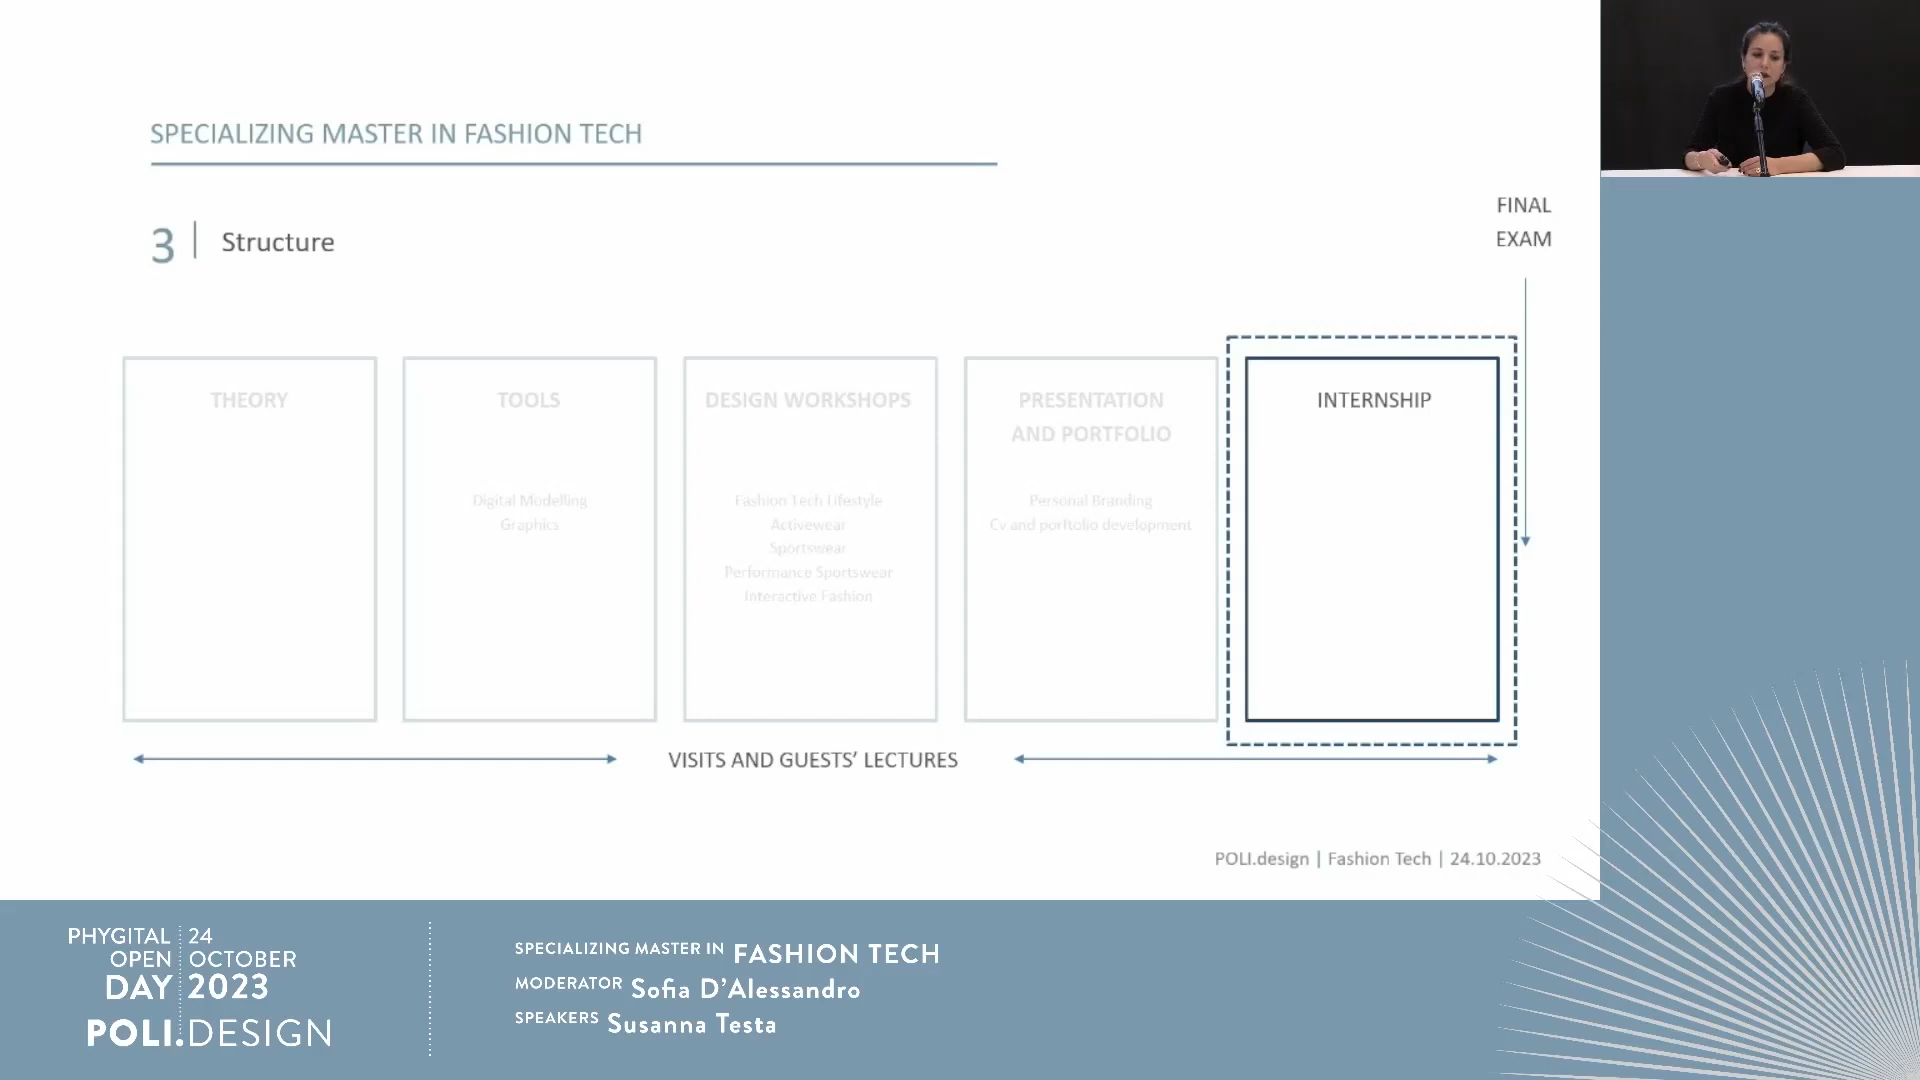 SPECIALIZING MASTER IN FASHION TECH
3 | Structure
FINAL
EXAM
THEORY
TOOLS
Digital Modelling
Graphics
DESIGN WORKSHOPS
Fashion Tech Lifestyle
Activewear
Sportswear
Performance Sportswear
Interactive Fashion
PRESENTATION
AND PORTFOLIO
Personal Branding
Cv and porftolio development
INTERNSHIP
VISITS AND GUESTS’ LECTURES
POLI.design | Fashion Tech | 24.10.2023
PHYGITAL 24
OPEN OCTOBER
DAY 2023
POLI.DESIGN
SPECIALIZING MASTER IN FASHION TECH
MODERATOR Sofia D’Alessandro
SPEAKERS Susanna Testa